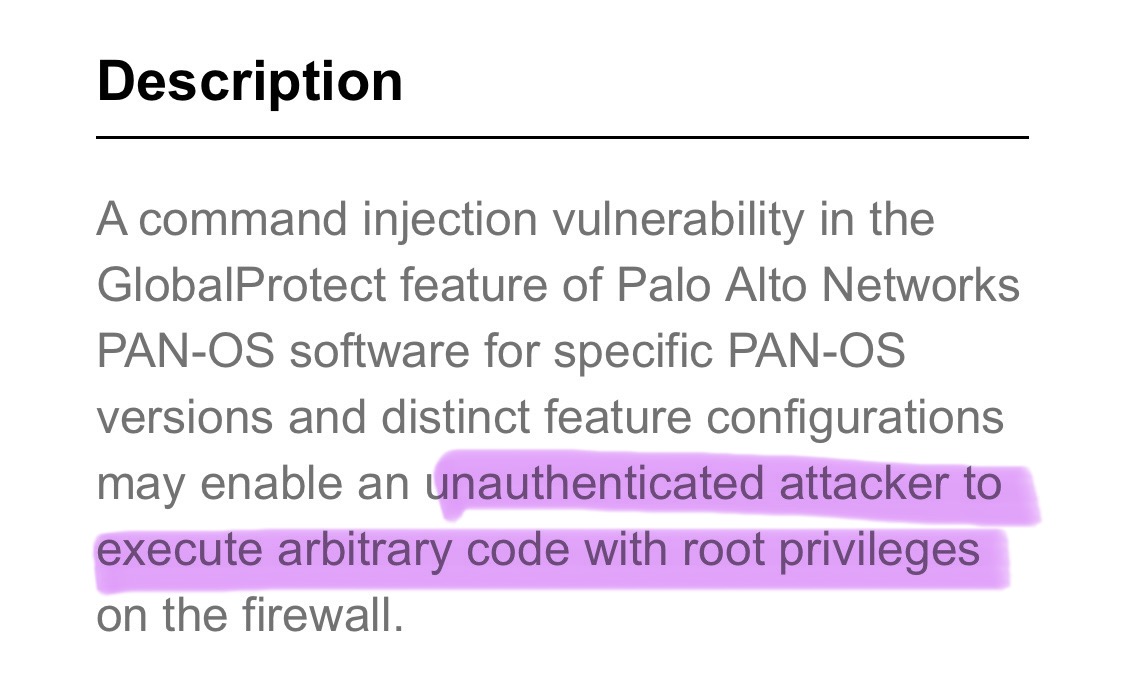 Description
A command injection vulnerability in the
GlobalProtect feature of Palo Alto Networks
PAN-OS software for specific PAN-OS
versions and distinct feature configurations
may enable an unauthenticated attacker to
execute arbitrary code with root privileges
on the firewall.